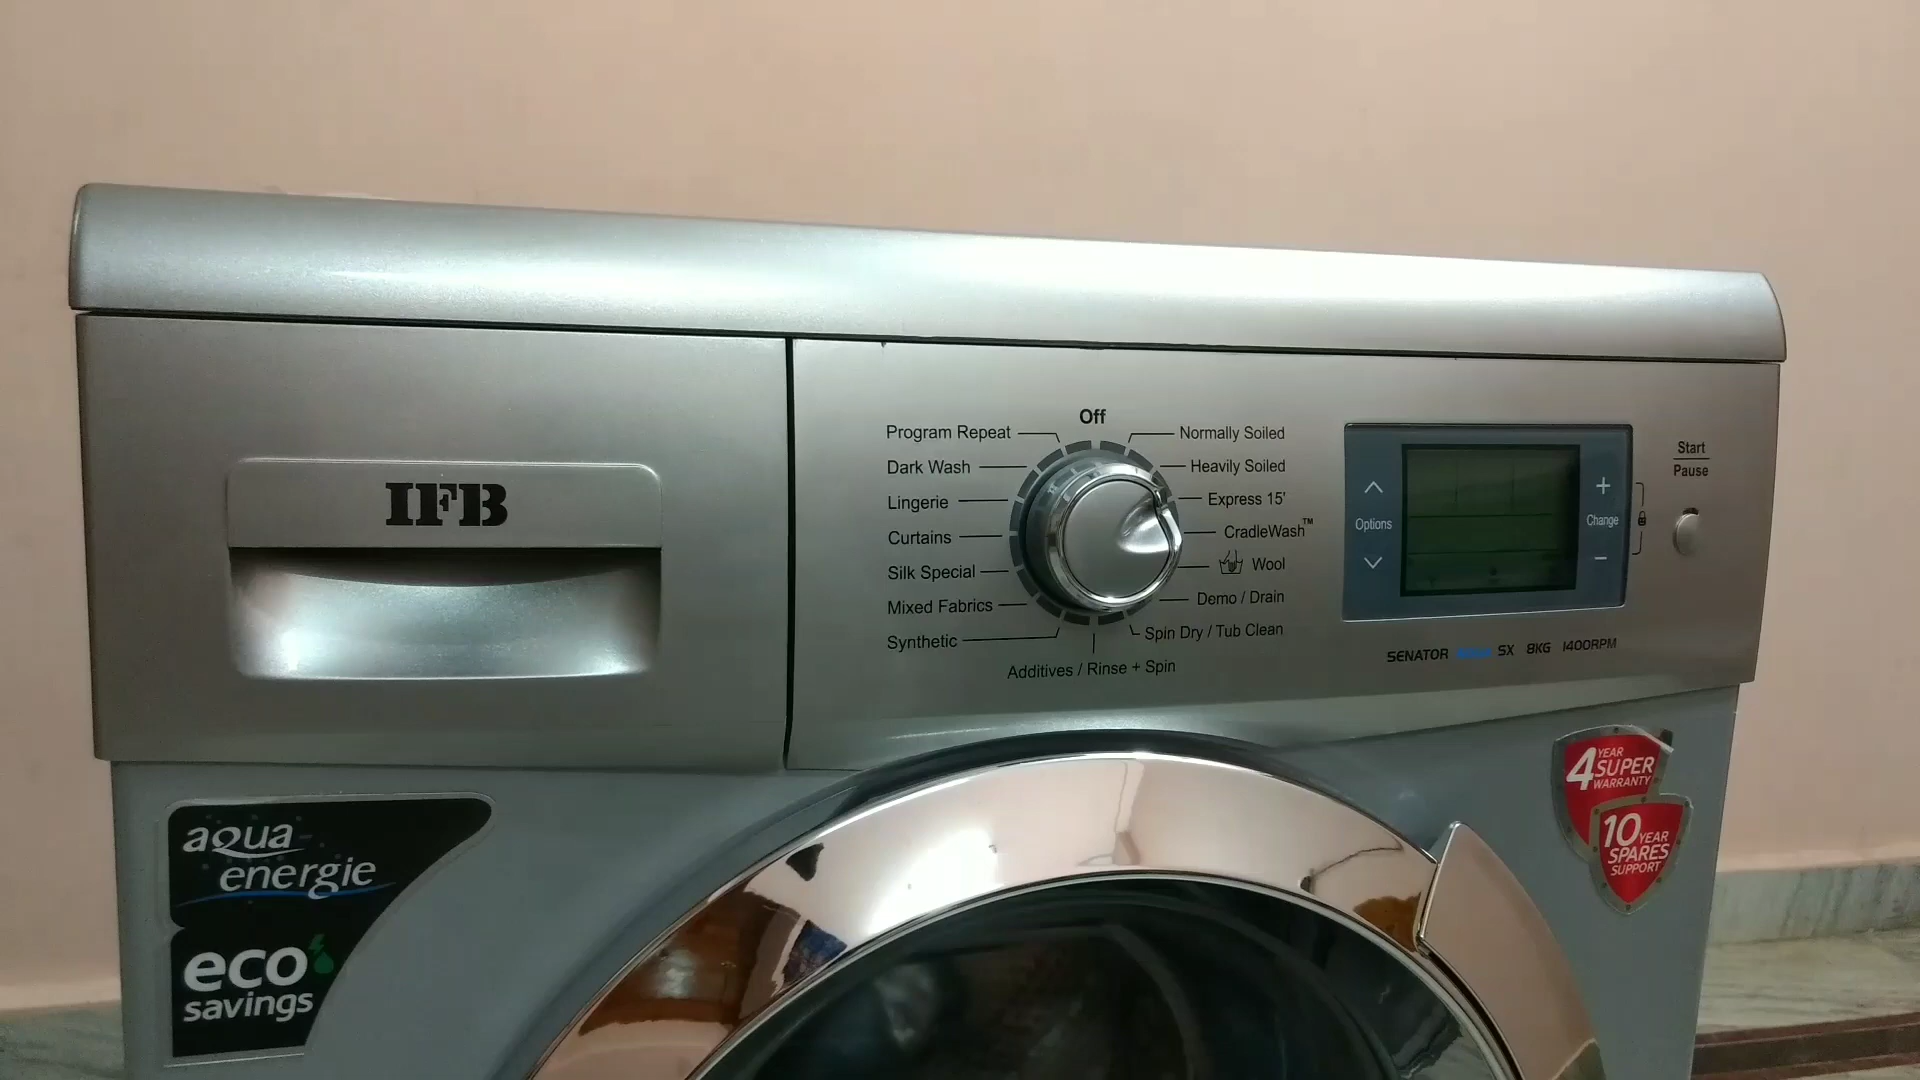 IFB
Off
Program Repeat
Dark Wash
Lingerie
Curtains
Silk Special
Mixed Fabrics
Synthetic
Additives / Rinse + Spin
Normally Soiled
Heavily Soiled
Express 15'
CradleWash™
Wool
Demo / Drain
Spin Dry / Tub Clean
Options
+
Change
−
Start
Pause
SENATOR SX 8KG 1400RPM
aqua
energie
eco
savings
4 YEAR
SUPER
WARRANTY
10 YEAR
SPARES
SUPPORT